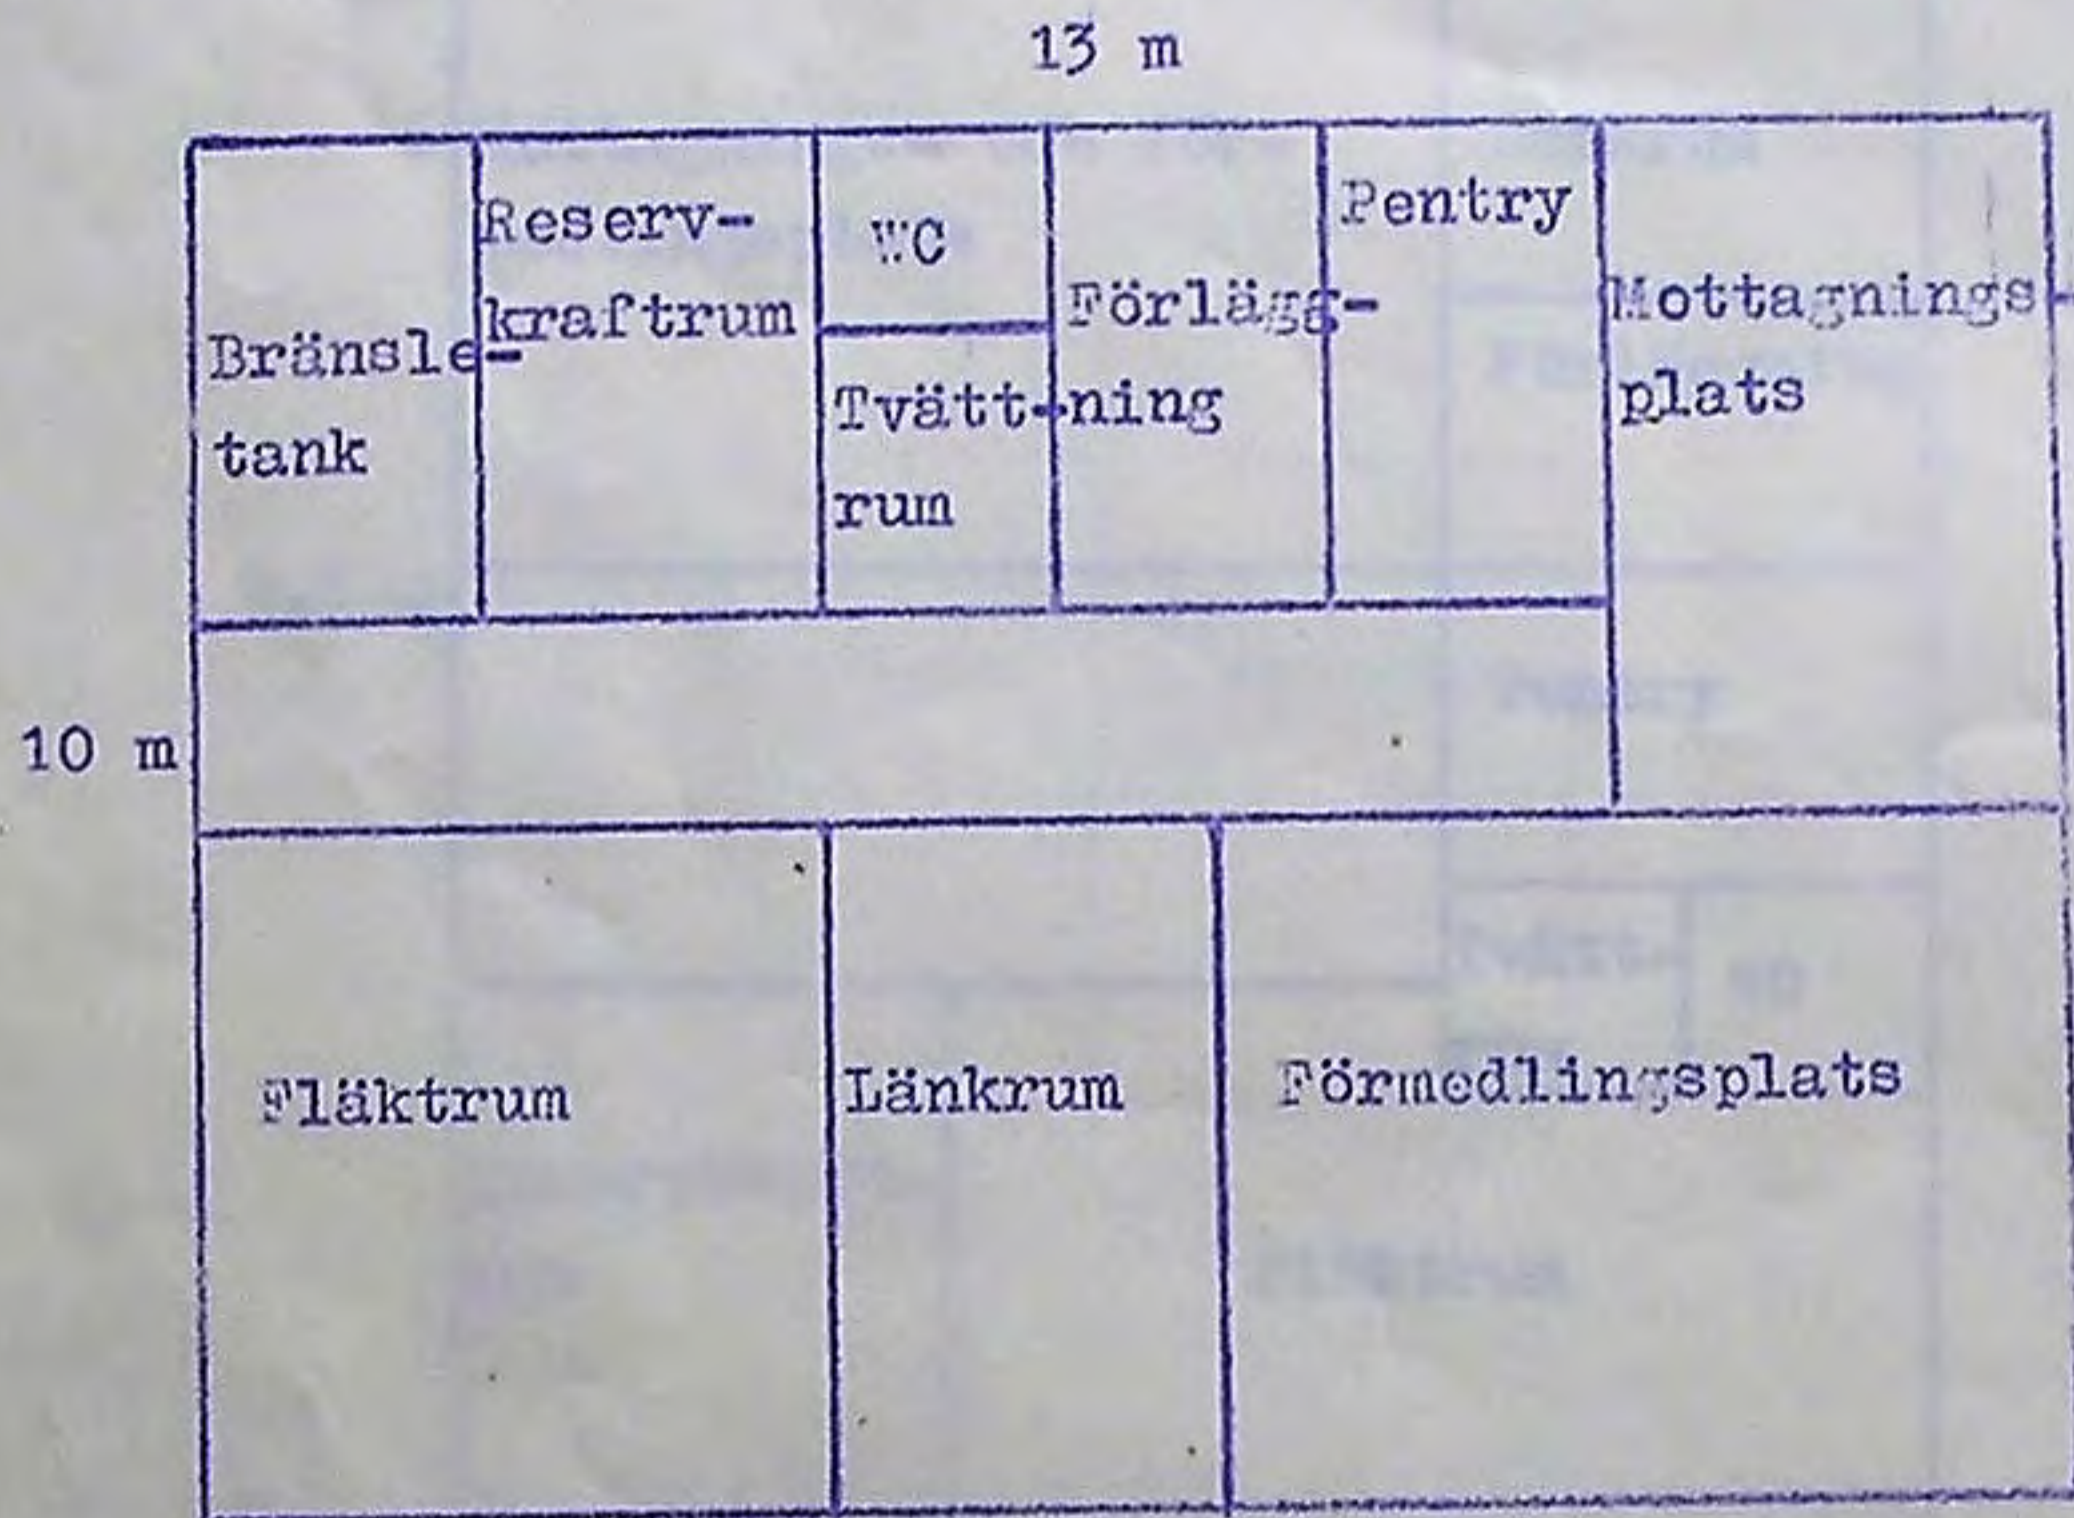 13 m
Bränsle-
tank
Reserv-
kraftrum
WC
Tvätt-
rum
Förlägg-
ning
Pentry
Mottagnings-
plats
10 m
Fläktrum
Länkrum
Förmedlingsplats